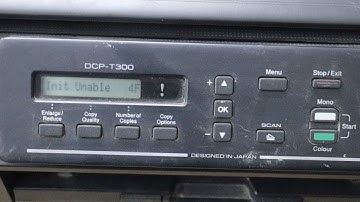 DCP-T300
Init Unable 4F
!
Menu
Stop / Exit
+
OK
-
Mono
SCAN
Start
Colour
Enlarge /
Reduce
Copy
Quality
Number of
Copies
Copy
Options
DESIGNED IN JAPAN